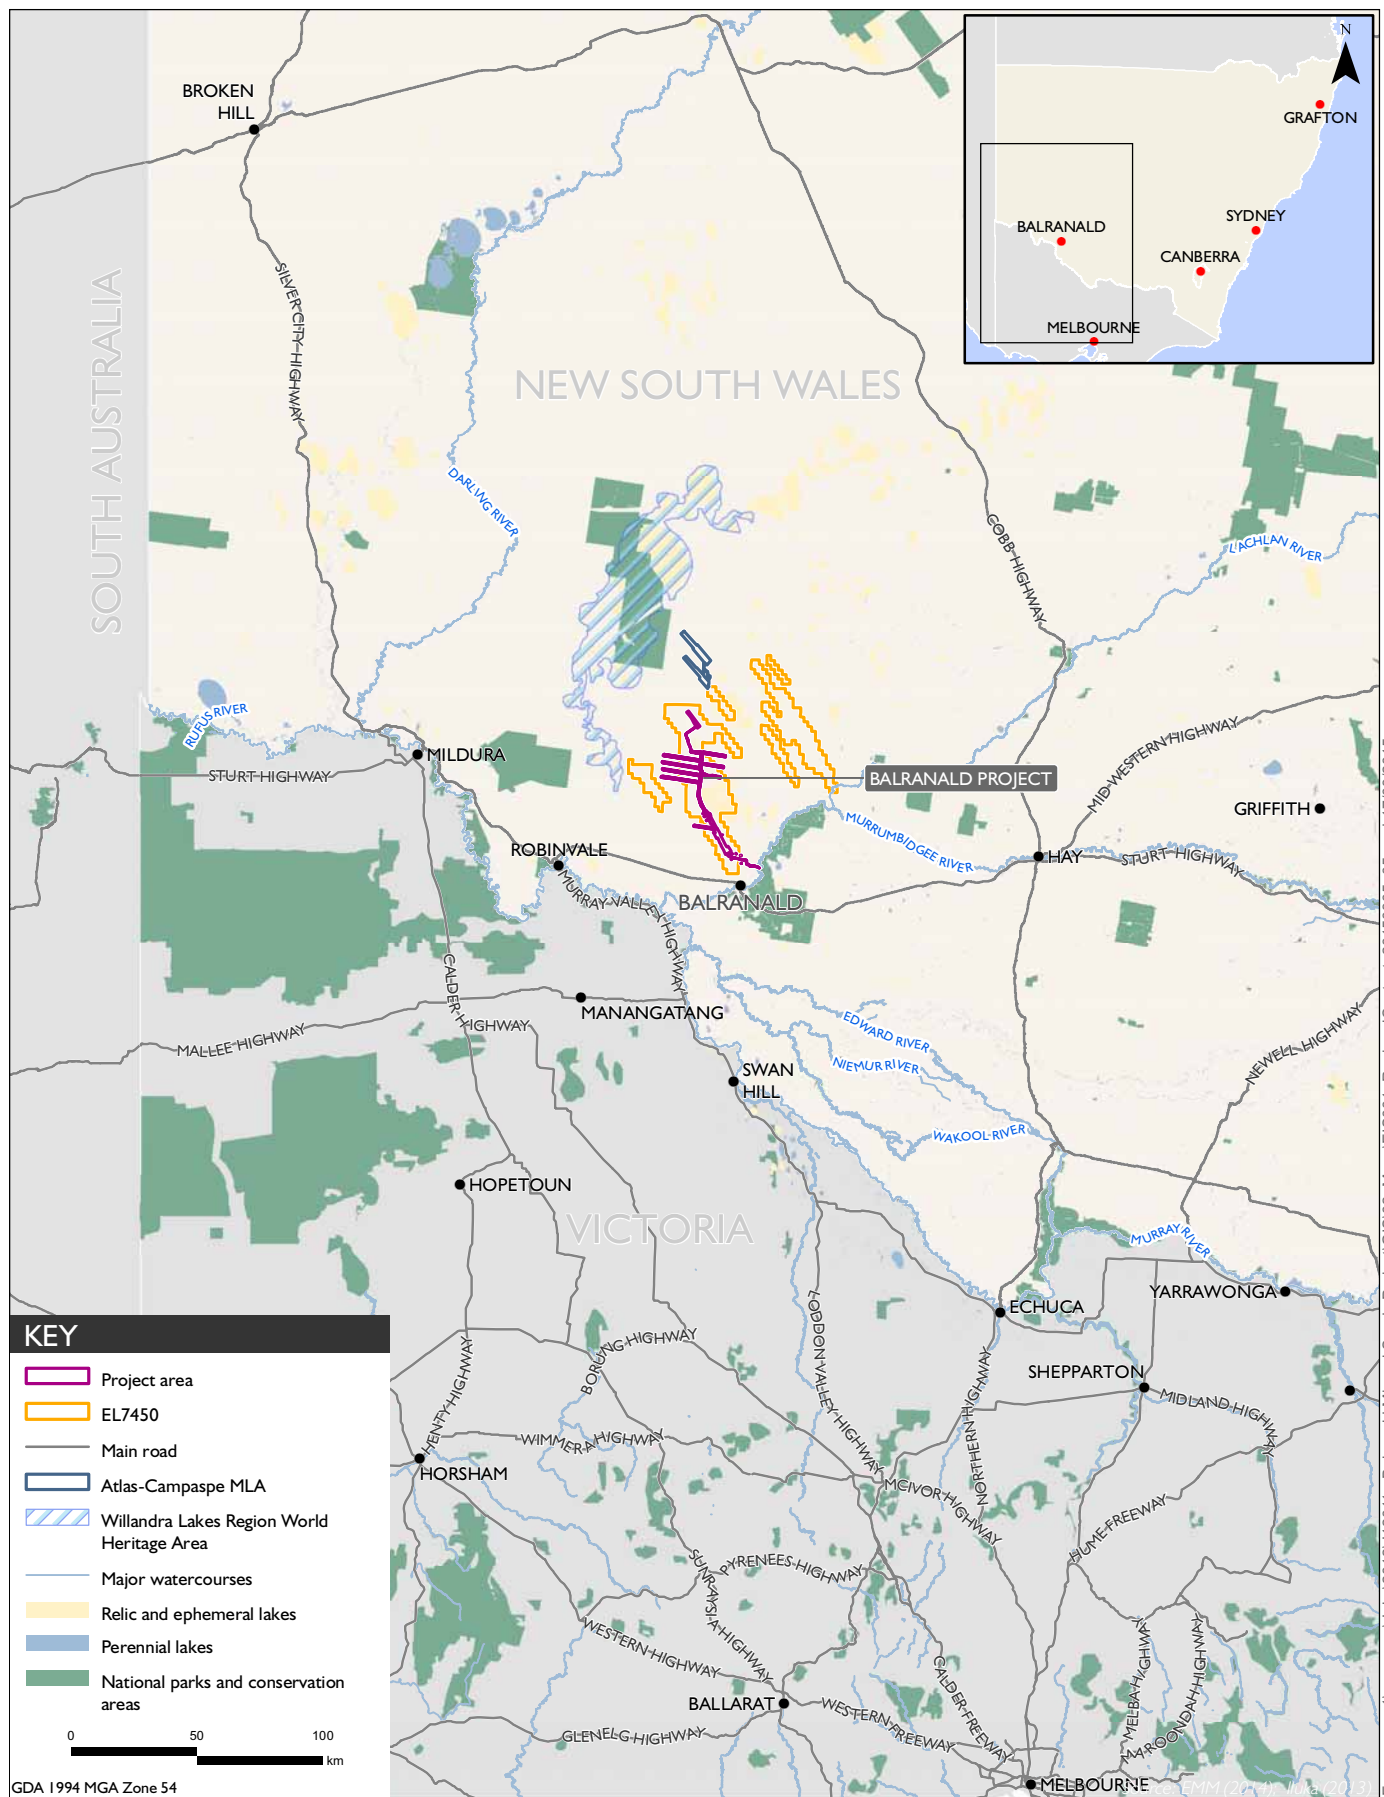 BROKEN
HILL
N
GRAFTON
BALRANALD
SYDNEY
CANBERRA
MELBOURNE
SOUTH AUSTRALIA
SILVER CITY HIGHWAY
NEW SOUTH WALES
DARLING RIVER
COBB HIGHWAY
LACHLAN RIVER
RUFUS RIVER
MILDURA
STURT HIGHWAY
MID-WESTERN HIGHWAY
BALRANALD PROJECT
GRIFFITH
MURRUMBIDGEE RIVER
ROBINVALE
HAY
STURT HIGHWAY
MURRAY VALLEY HIGHWAY
BALRANALD
CALDER HIGHWAY
MANANGATANG
MALLEE HIGHWAY
EDWARD RIVER
NIEMUR RIVER
NEWELL HIGHWAY
SWAN
HILL
WAKOOL RIVER
HOPETOUN
VICTORIA
MURRAY RIVER
YARRAWONGA
ECHUCA
LODDON VALLEY HIGHWAY
BORUNG HIGHWAY
HENTY HIGHWAY
SHEPPARTON
MIDLAND HIGHWAY
NORTHERN HIGHWAY
WIMMERA HIGHWAY
HORSHAM
MCIVOR HIGHWAY
HUME FREEWAY
PYRENEES HIGHWAY
SUNRAYSIA HIGHWAY
WESTERN HIGHWAY
CALDER FREEWAY
MELBA HIGHWAY
MAROONDAH HIGHWAY
BALLARAT
WESTERN FREEWAY
GLENELG HIGHWAY
MELBOURNE
KEY
Project area
EL7450
Main road
Atlas-Campaspe MLA
Willandra Lakes Region World
Heritage Area
Major watercourses
Relic and ephemeral lakes
Perennial lakes
National parks and conservation
areas
0 50 100
km
GDA 1994 MGA Zone 54
Source: EMM (2014); Iluka (2013)